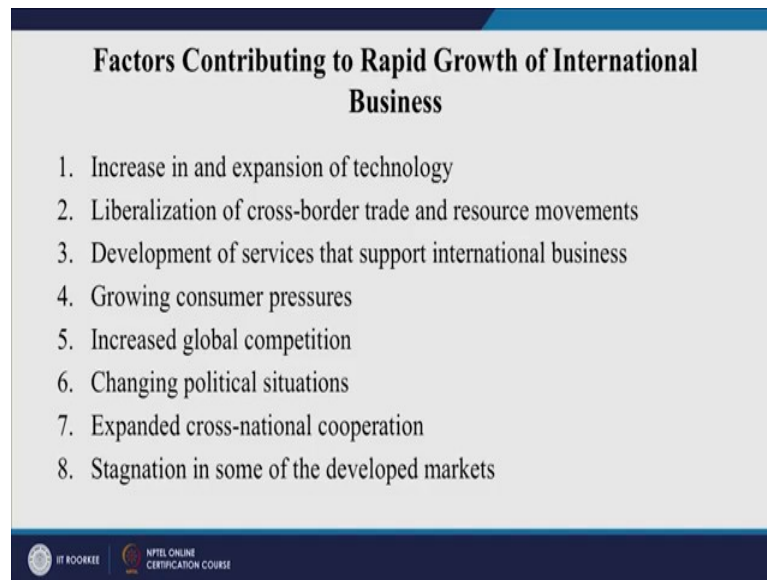 Factors Contributing to Rapid Growth of International
Business
1. Increase in and expansion of technology
2. Liberalization of cross-border trade and resource movements
3. Development of services that support international business
4. Growing consumer pressures
5. Increased global competition
6. Changing political situations
7. Expanded cross-national cooperation
8. Stagnation in some of the developed markets
IIT ROORKEE
NPTEL ONLINE
CERTIFICATION COURSE